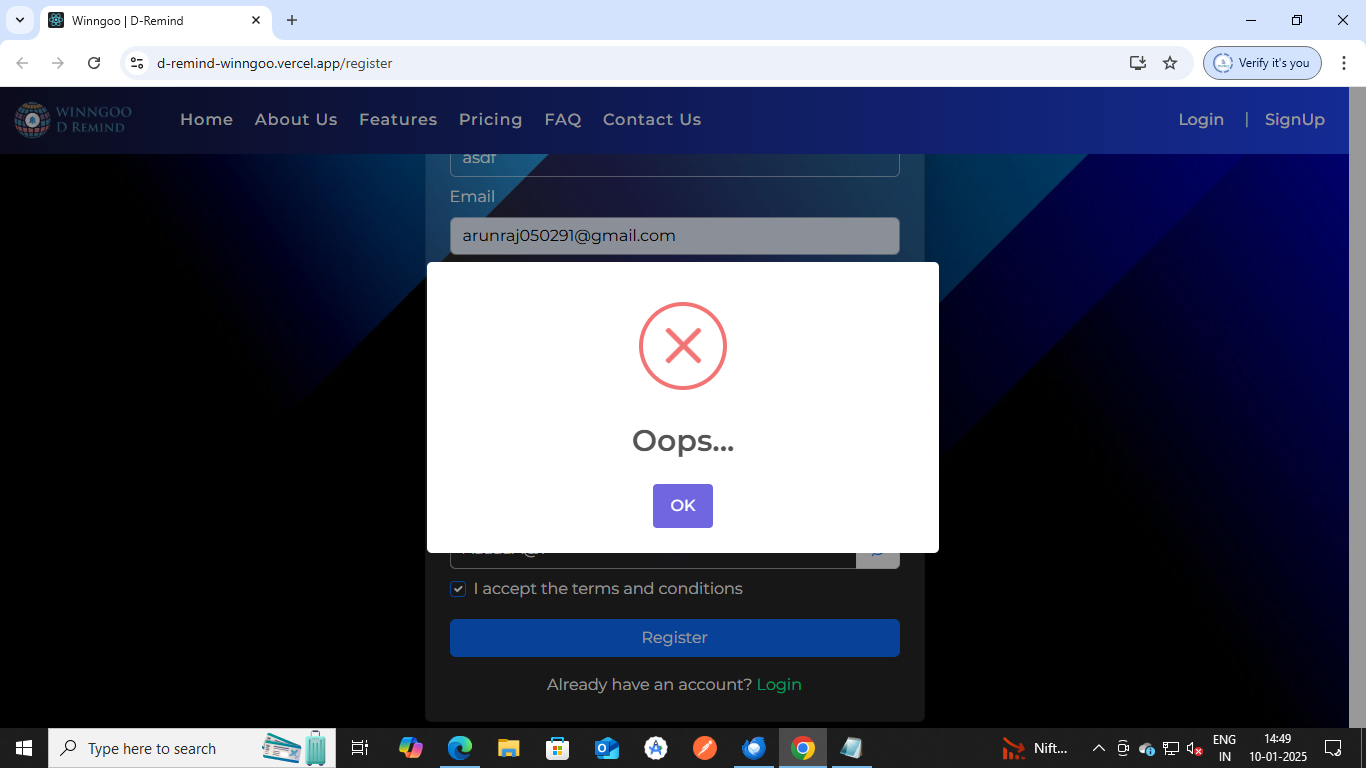 Winngoo | D-Remind
d-remind-winngoo.vercel.app/register
Verify it's you
WINNGOO
D REMIND
Home About Us Features Pricing FAQ Contact Us
Login | SignUp
asdf
Email
arunraj050291@gmail.com
Oops...
OK
I accept the terms and conditions
Register
Already have an account? Login
Type here to search
Nift...
ENG
IN
14:49
10-01-2025